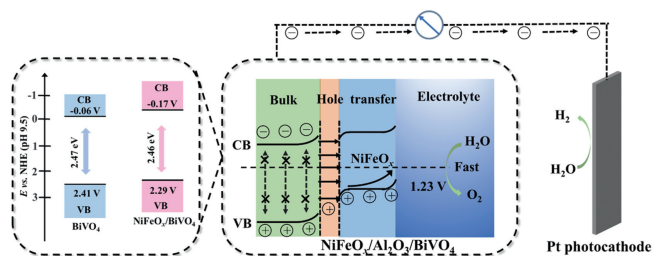 E vs. NHE (pH 9.5)
-1
0
1
2
3
CB
-0.06 V
2.47 eV
2.41 V
VB
BiVO₄
CB
-0.17 V
2.46 eV
2.29 V
VB
NiFeOₓ/BiVO₄
Bulk
Hole transfer
Electrolyte
CB
VB
NiFeOₓ
1.23 V
H₂O
Fast
O₂
NiFeOₓ/Al₂O₃/BiVO₄
H₂
H₂O
Pt photocathode